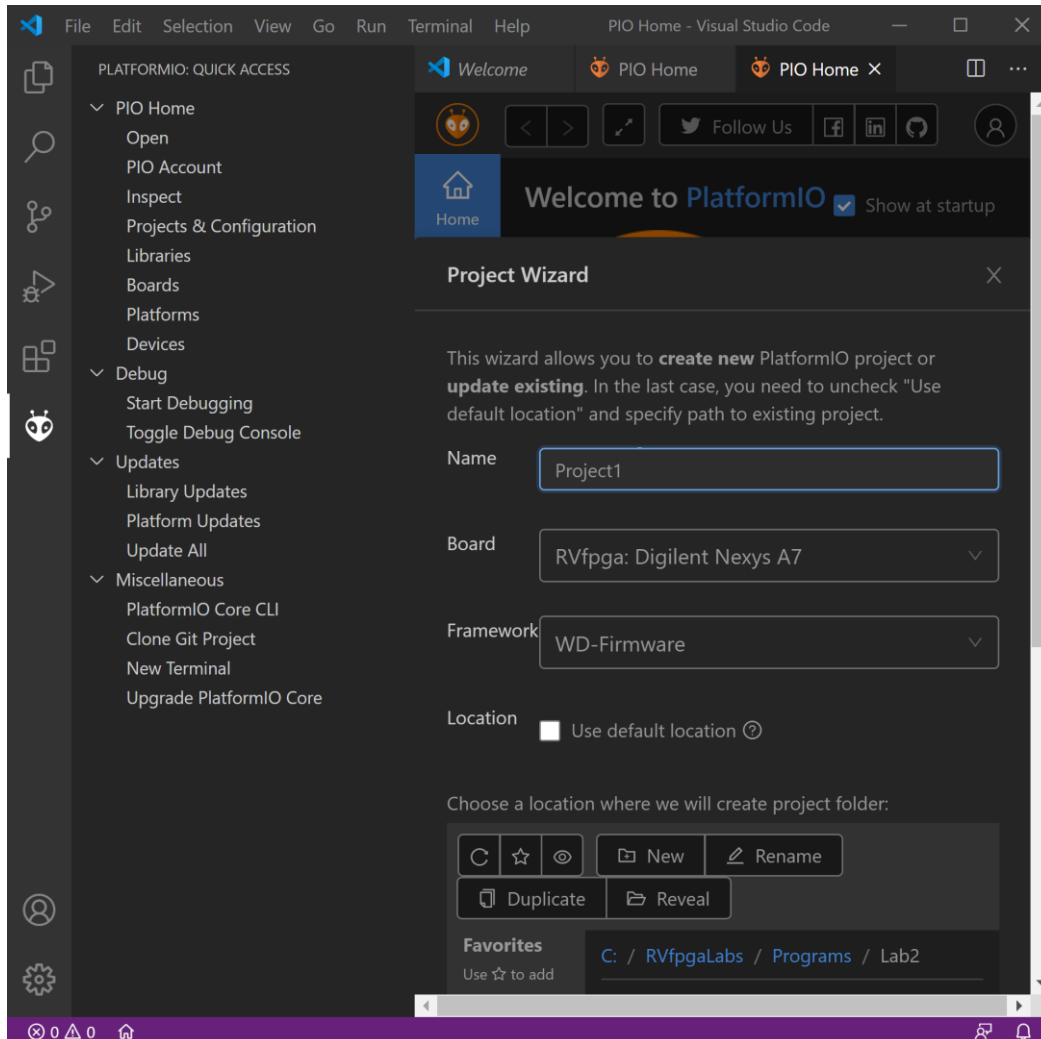 File Edit Selection View Go Run Terminal Help PIO Home - Visual Studio Code
PLATFORMIO: QUICK ACCESS
PIO Home
Open
PIO Account
Inspect
Projects & Configuration
Libraries
Boards
Platforms
Devices
Debug
Start Debugging
Toggle Debug Console
Updates
Library Updates
Platform Updates
Update All
Miscellaneous
PlatformIO Core CLI
Clone Git Project
New Terminal
Upgrade PlatformIO Core
Welcome PIO Home PIO Home
Follow Us
Home
Welcome to PlatformIO Show at startup
Project Wizard
This wizard allows you to create new PlatformIO project or
update existing. In the last case, you need to uncheck "Use
default location" and specify path to existing project.
Name Project1
Board RVfpga: Digilent Nexys A7
Framework WD-Firmware
Location Use default location
Choose a location where we will create project folder:
New Rename
Duplicate Reveal
Favorites
Use ☆ to add
C: / RVfpgaLabs / Programs / Lab2
0 0